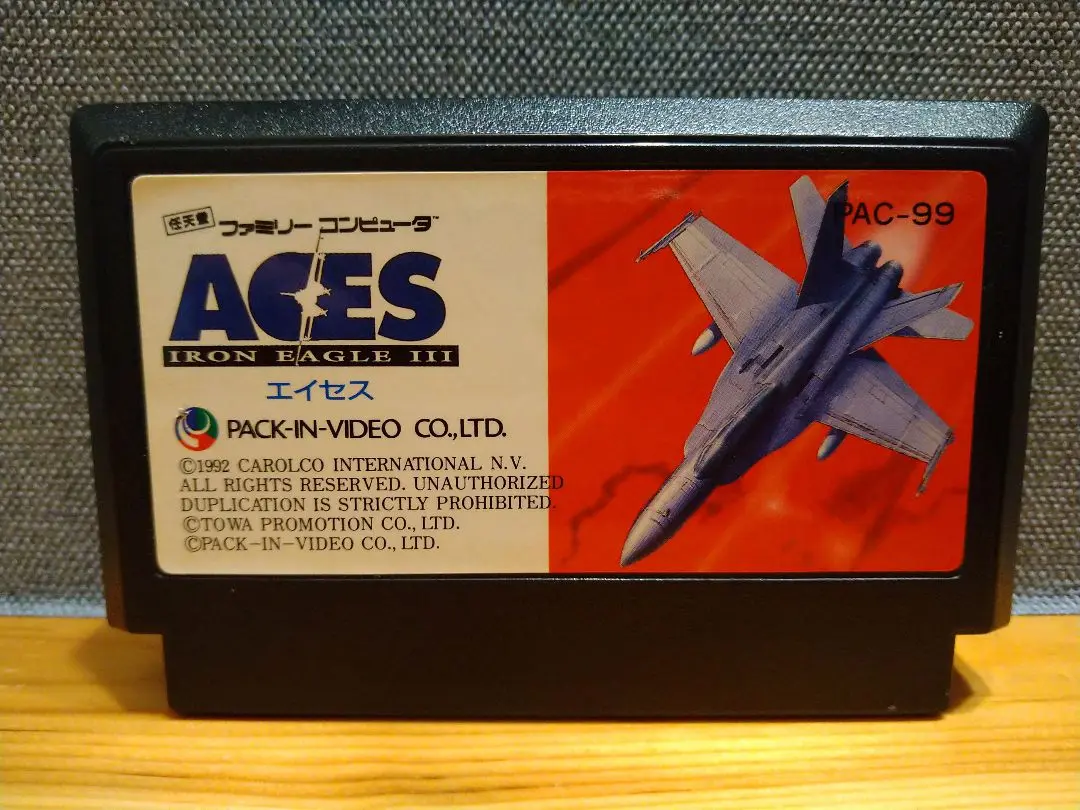 任天堂 ファミリーコンピュータ™
ACES
IRON EAGLE III
エイセス
PACK-IN-VIDEO CO.,LTD.
©1992 CAROLCO INTERNATIONAL N.V.
ALL RIGHTS RESERVED. UNAUTHORIZED
DUPLICATION IS STRICTLY PROHIBITED.
©TOWA PROMOTION CO., LTD.
©PACK-IN-VIDEO CO., LTD.
PAC-99